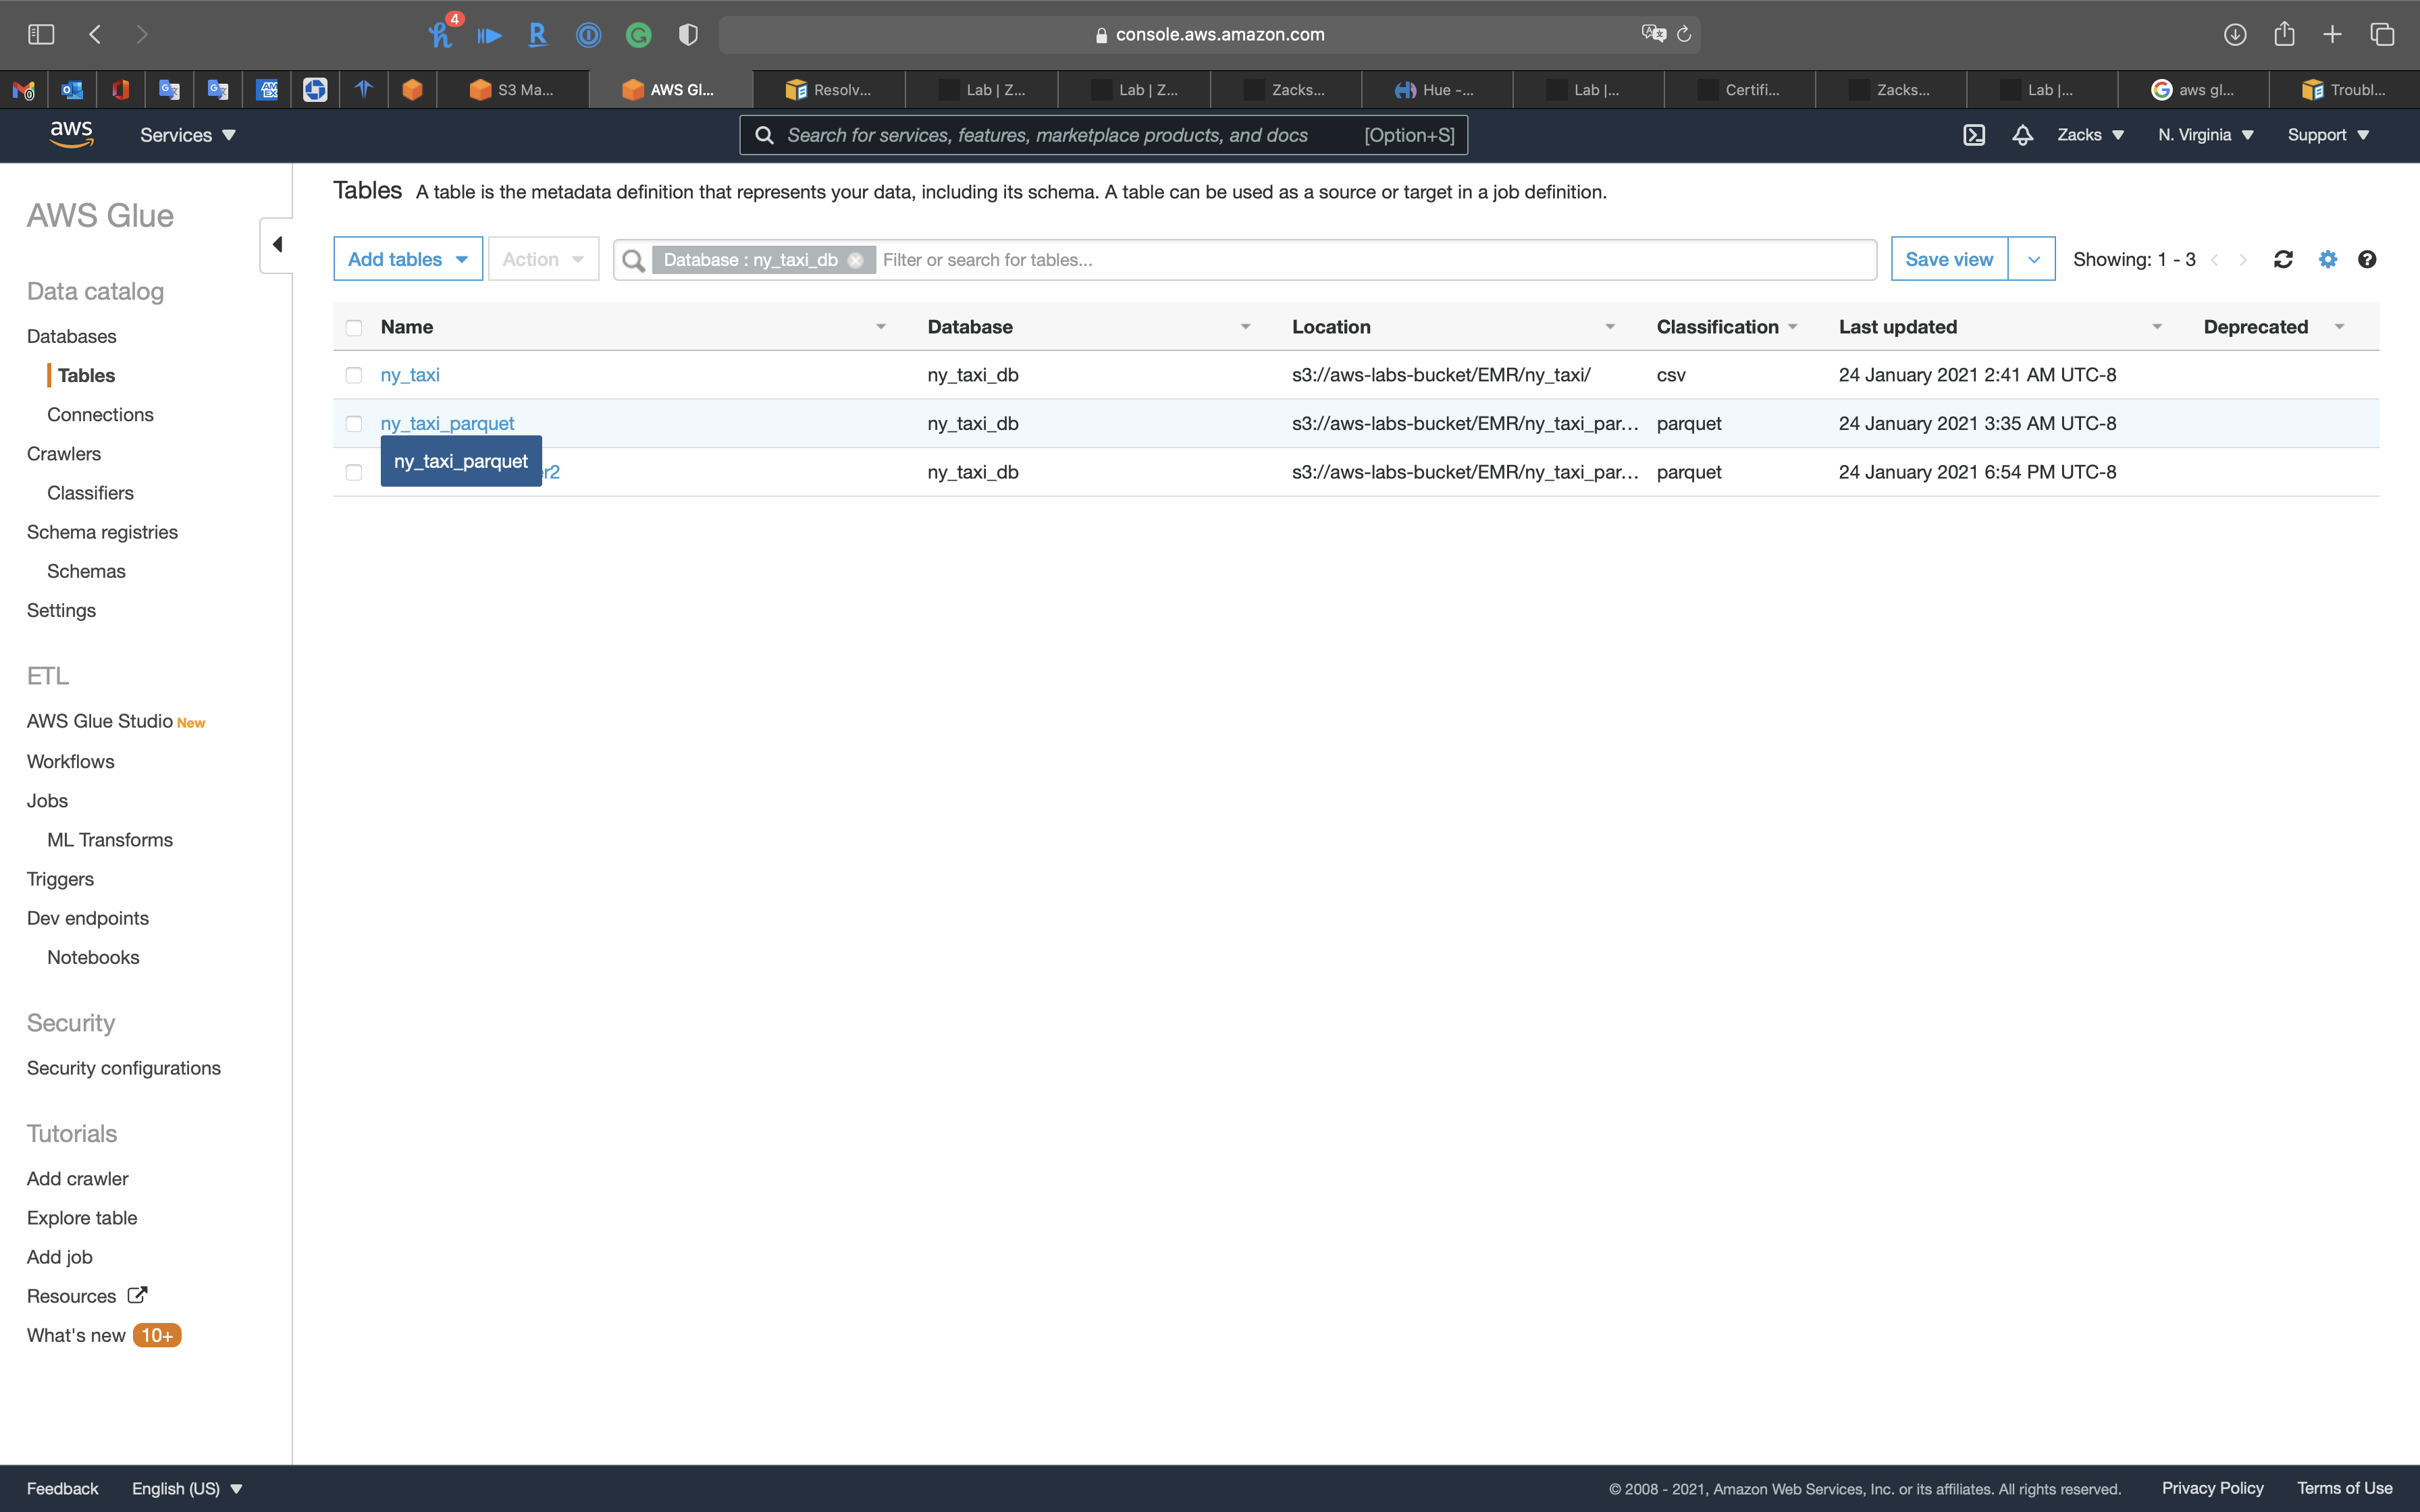 4
console.aws.amazon.com
S3 Ma...
AWS Gl...
Resolv...
Lab | Z...
Lab | Z...
Zacks...
Hue -...
Lab |...
Certifi...
Zacks...
Lab |...
aws gl...
Troubl...
aws
Services
Search for services, features, marketplace products, and docs [Option+S]
Zacks
N. Virginia
Support
AWS Glue
Data catalog
Databases
Tables
Connections
Crawlers
Classifiers
Schema registries
Schemas
Settings
ETL
AWS Glue Studio New
Workflows
Jobs
ML Transforms
Triggers
Dev endpoints
Notebooks
Security
Security configurations
Tutorials
Add crawler
Explore table
Add job
Resources
What's new 10+
Tables A table is the metadata definition that represents your data, including its schema. A table can be used as a source or target in a job definition.
Add tables Action Database : ny_taxi_db Filter or search for tables... Save view Showing: 1 - 3
Name Database Location Classification Last updated Deprecated
ny_taxi ny_taxi_db s3://aws-labs-bucket/EMR/ny_taxi/ csv 24 January 2021 2:41 AM UTC-8
ny_taxi_parquet ny_taxi_db s3://aws-labs-bucket/EMR/ny_taxi_par... parquet 24 January 2021 3:35 AM UTC-8
ny_taxi_parquet
r2 ny_taxi_db s3://aws-labs-bucket/EMR/ny_taxi_par... parquet 24 January 2021 6:54 PM UTC-8
Feedback English (US)
© 2008 - 2021, Amazon Web Services, Inc. or its affiliates. All rights reserved. Privacy Policy Terms of Use